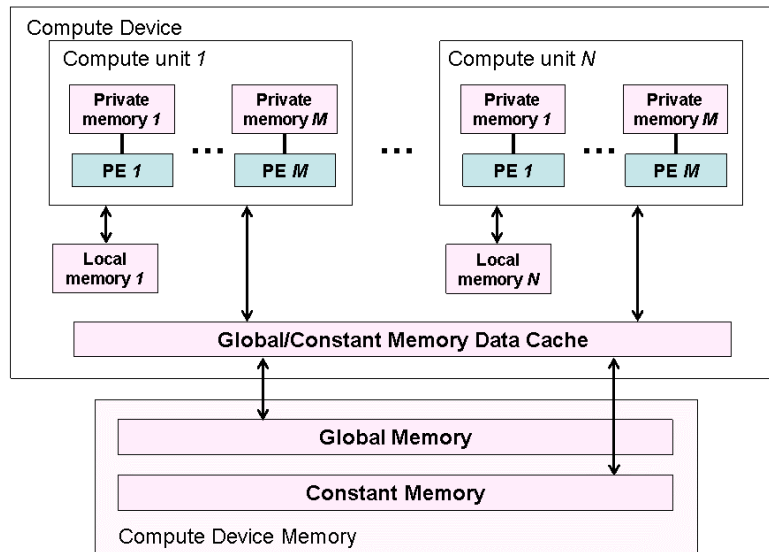 Compute Device
Compute unit 1
Compute unit N
Private
memory 1
Private
memory M
Private
memory 1
Private
memory M
...
...
...
PE 1
PE M
PE 1
PE M
Local
memory 1
Local
memory N
Global/Constant Memory Data Cache
Global Memory
Constant Memory
Compute Device Memory